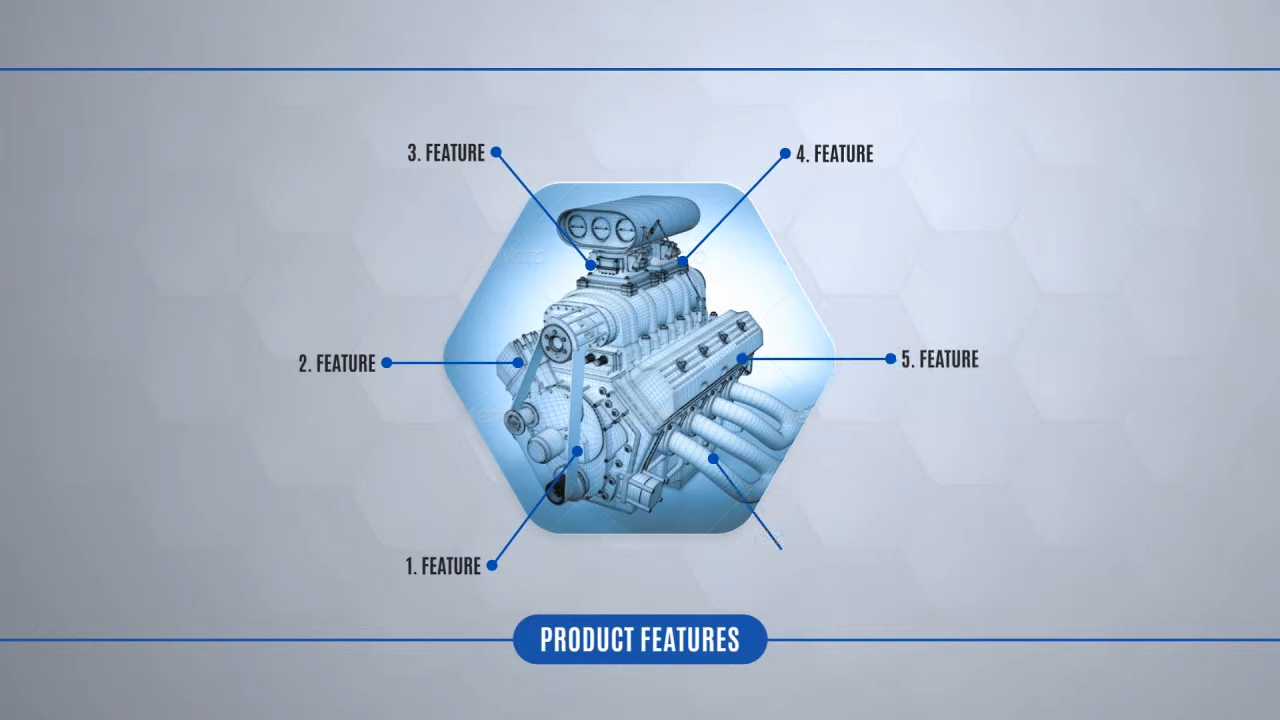 3. FEATURE
4. FEATURE
2. FEATURE
5. FEATURE
1. FEATURE
PRODUCT FEATURES